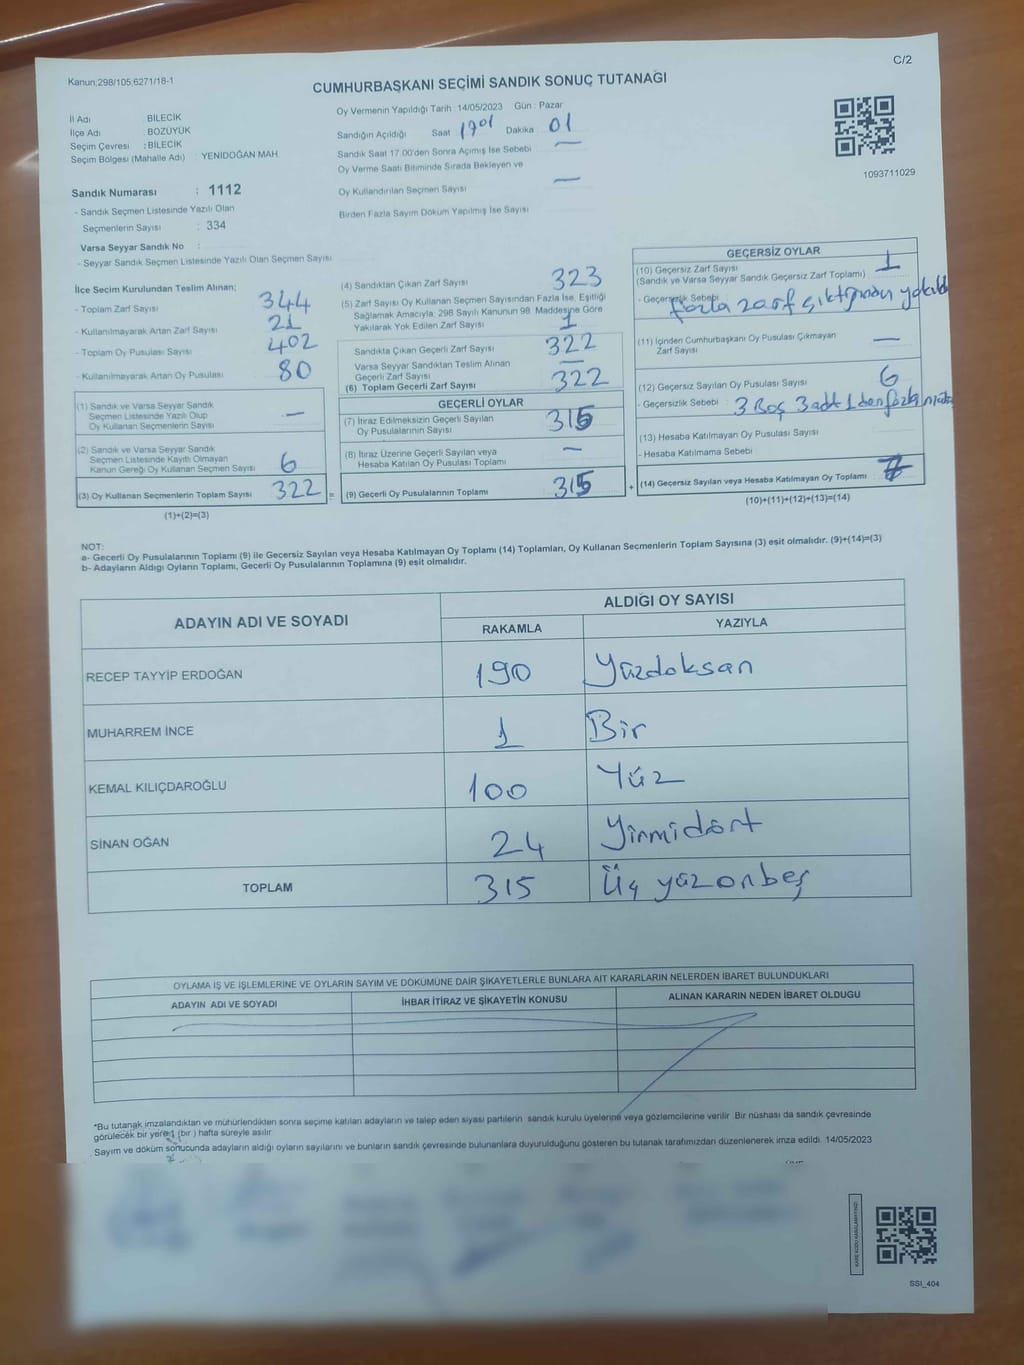 C/2
Kanun;298/105,6271/18-1
CUMHURBAŞKANI SEÇİMİ SANDIK SONUÇ TUTANAĞI
İl Adı BİLECİK
İlçe Adı BOZÜYÜK
Seçim Çevresi : BİLECİK
Seçim Bölgesi (Mahalle Adı) : YENİDOĞAN MAH
Sandık Numarası : 1112
- Sandık Seçmen Listesinde Yazılı Olan
Seçmenlerin Sayısı : 334
Varsa Seyyar Sandık No :
- Seyyar Sandık Seçmen Listesinde Yazılı Olan Seçmen Sayısı
Oy Vermenin Yapıldığı Tarih : 14/05/2023 Gün : Pazar
Sandığın Açıldığı Saat 1701 Dakika 01
Sandık Saat 17:00'den Sonra Açımış İse Sebebi —
Oy Verme Saati Bitiminde Sırada Bekleyen ve
Oy Kullandırılan Seçmen Sayısı —
Birden Fazla Sayım Döküm Yapılmış İse Sayısı
1093711029
İlçe Secim Kurulundan Teslim Alınan;
- Toplam Zarf Sayısı 344
- Kullanılmayarak Artan Zarf Sayısı 21
- Toplam Oy Pusulası Sayısı 402
- Kullanılmayarak Artan Oy Pusulası 80
(1) Sandık ve Varsa Seyyar Sandık
Seçmen Listesinde Yazılı Olup
Oy Kullanan Seçmenlerin Sayısı —
(2) Sandık ve Varsa Seyyar Sandık
Seçmen Listesinde Kayıtlı Olmayan
Kanun Gereği Oy Kullanan Seçmen Sayısı 6
(3) Oy Kullanan Seçmenlerin Toplam Sayısı 322 =
(1)+(2)=(3)
(4) Sandıktan Çıkan Zarf Sayısı 323
(5) Zarf Sayısı Oy Kullanan Seçmen Sayısından Fazla İse, Eşitliği
Sağlamak Amacıyla, 298 Sayılı Kanunun 98. Maddesine Göre
Yakılarak Yok Edilen Zarf Sayısı 1
Sandıkta Çıkan Geçerli Zarf Sayısı 322
Varsa Seyyar Sandıktan Teslim Alınan
Geçerli Zarf Sayısı —
(6) Toplam Geçerli Zarf Sayısı 322
GEÇERLİ OYLAR
(7) İtiraz Edilmeksizin Geçerli Sayılan
Oy Pusulalarının Sayısı 315
(8) İtiraz Üzerine Geçerli Sayılan veya
Hesaba Katılan Oy Pusulası Toplamı —
(9) Geçerli Oy Pusulalarının Toplamı 315 +
GEÇERSİZ OYLAR
(10) Geçersiz Zarf Sayısı 1
(Sandık ve Varsa Seyyar Sandık Geçersiz Zarf Toplamı)
- Geçersizlik Sebebi fazla zarf çıktığından yakıldı
(11) İçinden Cumhurbaşkanı Oy Pusulası Çıkmayan
Zarf Sayısı —
(12) Geçersiz Sayılan Oy Pusulası Sayısı 6
- Geçersizlik Sebebi : 3 Boş 3 adt 1 den fazla
(13) Hesaba Katılmayan Oy Pusulası Sayısı
- Hesaba Katılmama Sebebi
(14) Geçersiz Sayılan veya Hesaba Katılmayan Oy Toplamı : 7
(10)+(11)+(12)+(13)=(14)
NOT:
a- Geçerli Oy Pusulalarının Toplamı (9) ile Geçersiz Sayılan veya Hesaba Katılmayan Oy Toplamı (14) Toplamları, Oy Kullanan Secmenlerin Toplam Sayısına (3) eşit olmalıdır. (9)+(14)=(3)
b- Adayların Aldığı Oyların Toplamı, Geçerli Oy Pusulalarının Toplamına (9) eşit olmalıdır.
ADAYIN ADI VE SOYADI ALDIĞI OY SAYISI
RAKAMLA YAZIYLA
RECEP TAYYİP ERDOĞAN 190 Yüzdoksan
MUHARREM İNCE 1 Bir
KEMAL KILIÇDAROĞLU 100 Yüz
SİNAN OĞAN 24 Yirmidört
TOPLAM 315 Üç yüzonbeş
OYLAMA İŞ VE İŞLEMLERİNE VE OYLARIN SAYIM VE DÖKÜMÜNE DAİR ŞİKAYETLERLE BUNLARA AİT KARARLARIN NELERDEN İBARET BULUNDUKLARI
ADAYIN ADI VE SOYADI İHBAR İTİRAZ VE ŞİKAYETİN KONUSU ALINAN KARARIN NEDEN İBARET OLDUĞU
*Bu tutanak imzalandıktan ve mühürlendikten sonra seçime katılan adayların ve talep eden siyasi partilerin sandık kurulu üyelerine veya gözlemcilerine verilir. Bir nüshası da sandık çevresinde
görülecek bir yere 1 (bir) hafta süreyle asılır.
Sayım ve döküm sonucunda adayların aldığı oyların sayılarını ve bunların sandık çevresinde bulunanlara duyurulduğunu gösteren bu tutanak tarafımızdan düzenlenerek imza edildi. 14/05/2023
SSI_404